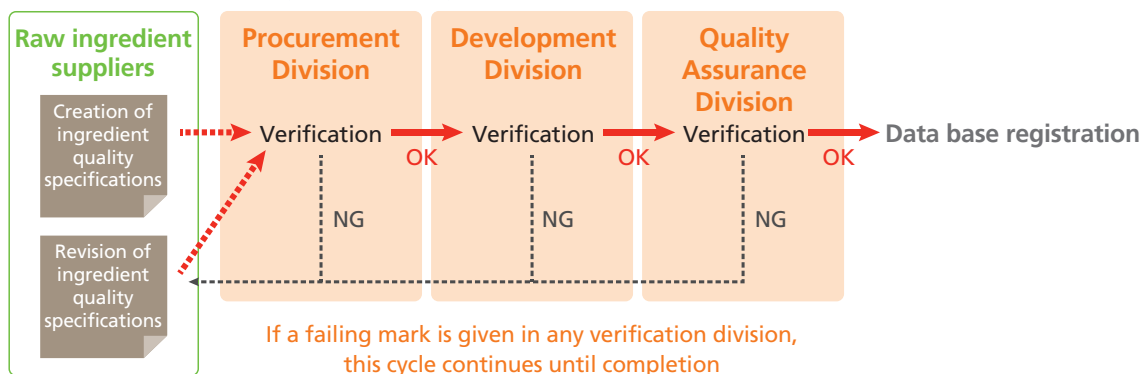 Raw ingredient
suppliers
Creation of
ingredient
quality
specifications
Revision of
ingredient
quality
specifications
Procurement
Division
Verification
OK
NG
Development
Division
Verification
OK
NG
Quality
Assurance
Division
Verification
OK
NG
Data base registration
If a failing mark is given in any verification division,
this cycle continues until completion